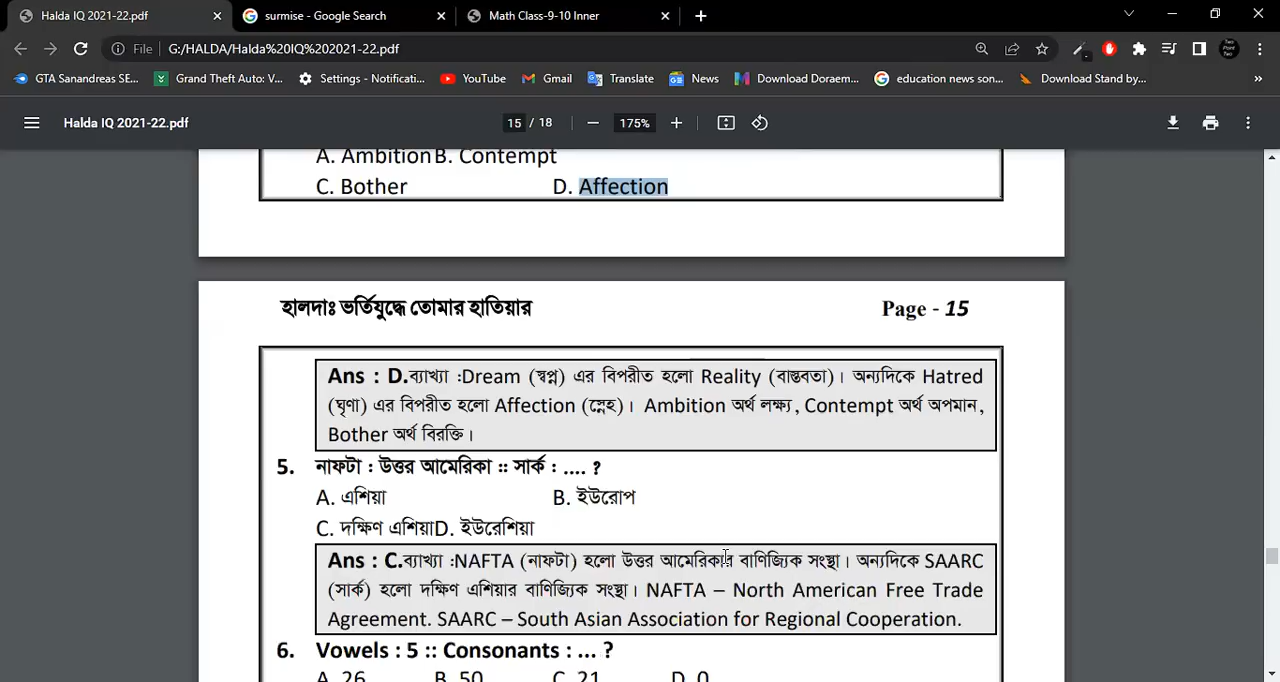 Halda IQ 2021-22.pdf
surmise - Google Search
Math Class-9-10 Inner
File
G:/HALDA/Halda%20IQ%202021-22.pdf
GTA Sanandreas SE...
Grand Theft Auto: V...
Settings - Notificati...
YouTube
Gmail
Translate
News
Download Doraem...
education news son...
Download Stand by...
Halda IQ 2021-22.pdf
15 / 18
175%
A. Ambition B. Contempt
C. Bother D. Affection
হালদাঃ ভর্তিযুদ্ধে তোমার হাতিয়ার Page - 15
Ans : D.ব্যাখ্যা :Dream (স্বপ্ন) এর বিপরীত হলো Reality (বাস্তবতা)। অন্যদিকে Hatred
(ঘৃণা) এর বিপরীত হলো Affection (স্নেহ)। Ambition অর্থ লক্ষ্য, Contempt অর্থ অপমান,
Bother অর্থ বিরক্তি।
5. নাফটা : উত্তর আমেরিকা :: সার্ক : .... ?
A. এশিয়া B. ইউরোপ
C. দক্ষিণ এশিয়াD. ইউরেশিয়া
Ans : C.ব্যাখ্যা :NAFTA (নাফটা) হলো উত্তর আমেরিকার বাণিজ্যিক সংস্থা। অন্যদিকে SAARC
(সার্ক) হলো দক্ষিণ এশিয়ার বাণিজ্যিক সংস্থা। NAFTA – North American Free Trade
Agreement. SAARC – South Asian Association for Regional Cooperation.
6. Vowels : 5 :: Consonants : ... ?
A. 26 B. 50 C. 21 D. 0